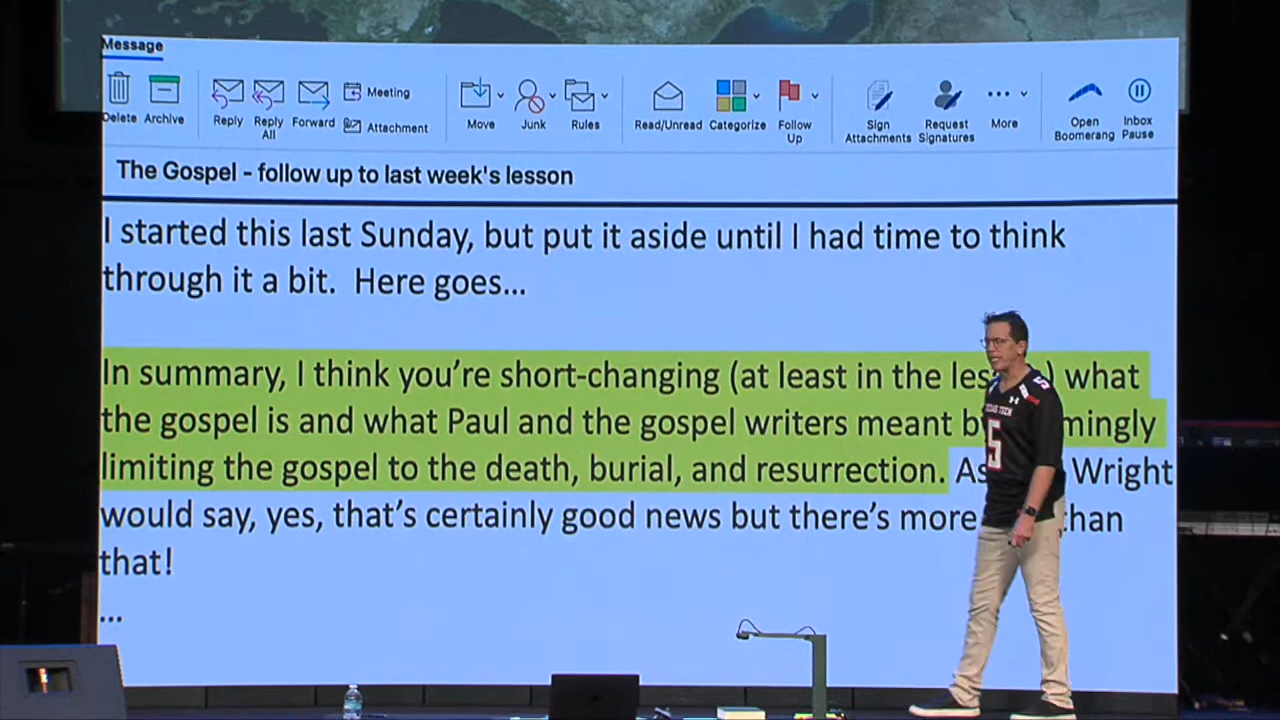 Message
Delete Archive Reply Reply All Forward Meeting Attachment Move Junk Rules Read/Unread Categorize Follow Up Sign Attachments Request Signatures More Open Boomerang Inbox Pause
The Gospel - follow up to last week's lesson
I started this last Sunday, but put it aside until I had time to think
through it a bit. Here goes...
In summary, I think you're short-changing (at least in the les) what
the gospel is and what Paul and the gospel writers meant b mingly
limiting the gospel to the death, burial, and resurrection. As Wright
would say, yes, that's certainly good news but there's more than
that!
...
TEXAS TECH
5
5